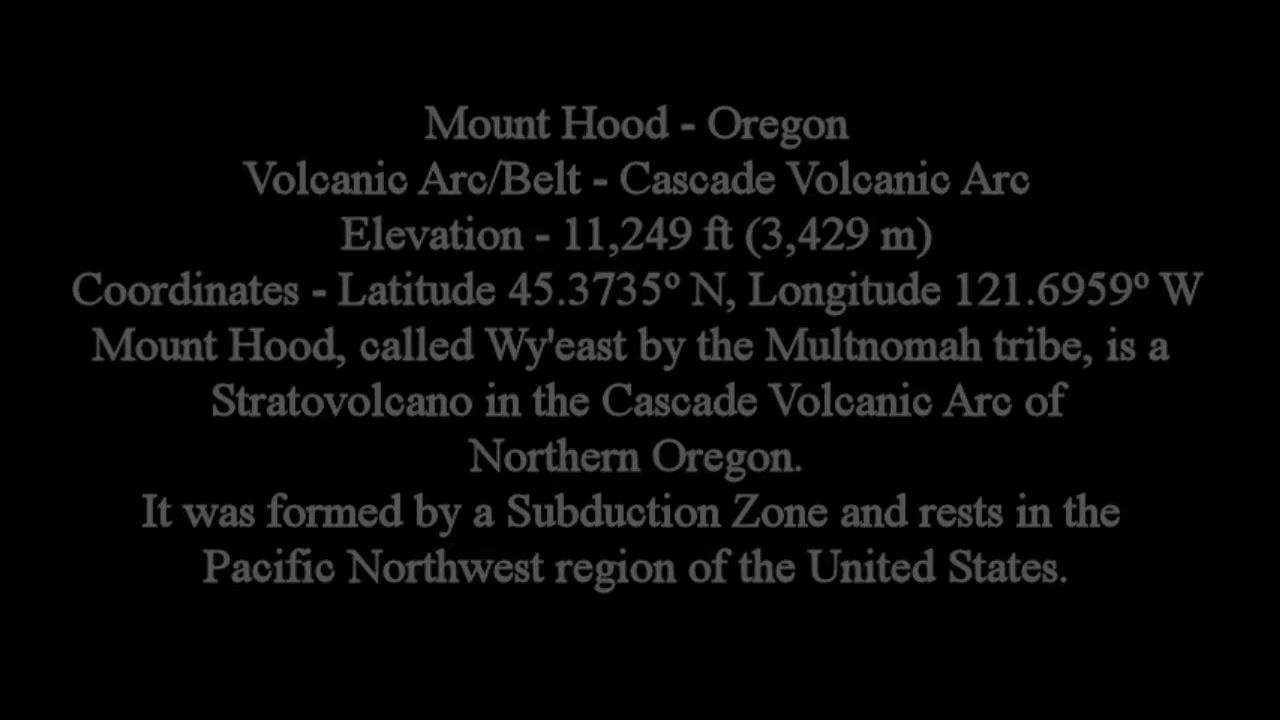 Mount Hood - Oregon
Volcanic Arc/Belt - Cascade Volcanic Arc
Elevation - 11,249 ft (3,429 m)
Coordinates - Latitude 45.3735º N, Longitude 121.6959º W
Mount Hood, called Wy'east by the Multnomah tribe, is a
Stratovolcano in the Cascade Volcanic Arc of
Northern Oregon.
It was formed by a Subduction Zone and rests in the
Pacific Northwest region of the United States.